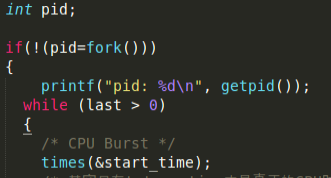 int pid;
if(!(pid=fork()))
{
printf("pid: %d\n", getpid());
while (last > 0)
{
/* CPU Burst */
times(&start_time);